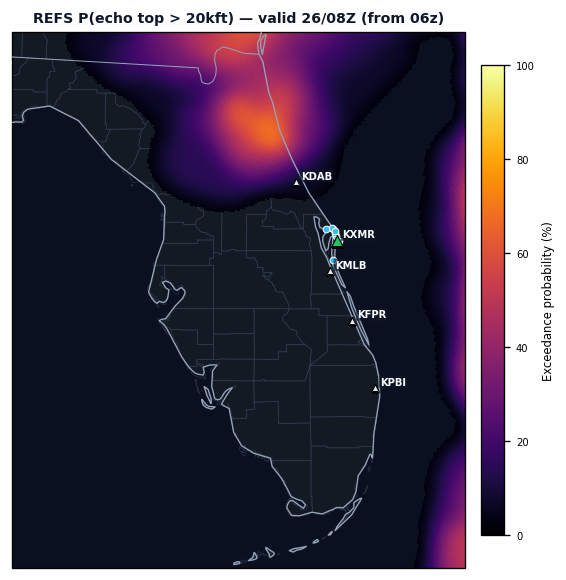 REFS P(echo top > 20kft) — valid 26/08Z (from 06z)
KDAB
KXMR
KMLB
KFPR
KPBI
100
80
60
40
20
0
Exceedance probability (%)